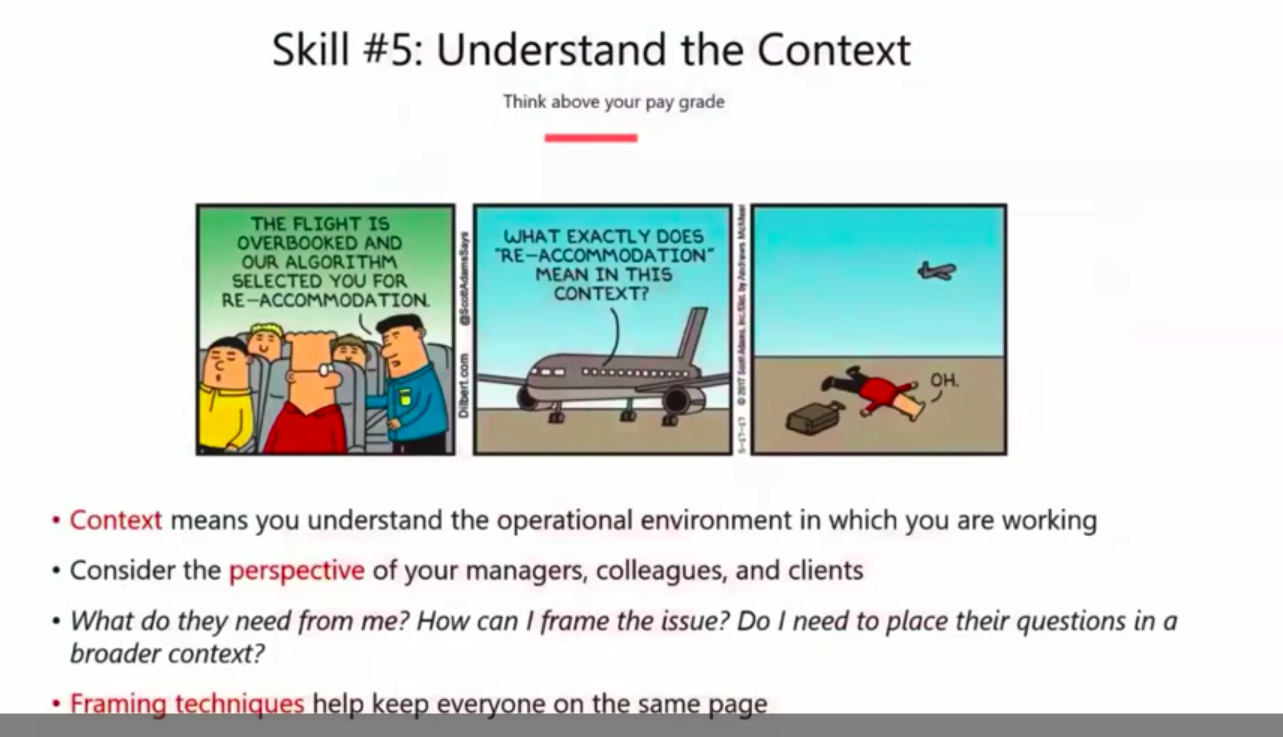 Skill #5: Understand the Context
Think above your pay grade
THE FLIGHT IS
OVERBOOKED AND
OUR ALGORITHM
SELECTED YOU FOR
RE-ACCOMMODATION.
Dilbert.com @ScottAdamsSays
WHAT EXACTLY DOES
"RE-ACCOMMODATION"
MEAN IN THIS
CONTEXT?
5-17-17 © 2017 Scott Adams, Inc./Dist. by Andrews McMeel
OH.
• Context means you understand the operational environment in which you are working
• Consider the perspective of your managers, colleagues, and clients
• What do they need from me? How can I frame the issue? Do I need to place their questions in a
broader context?
• Framing techniques help keep everyone on the same page